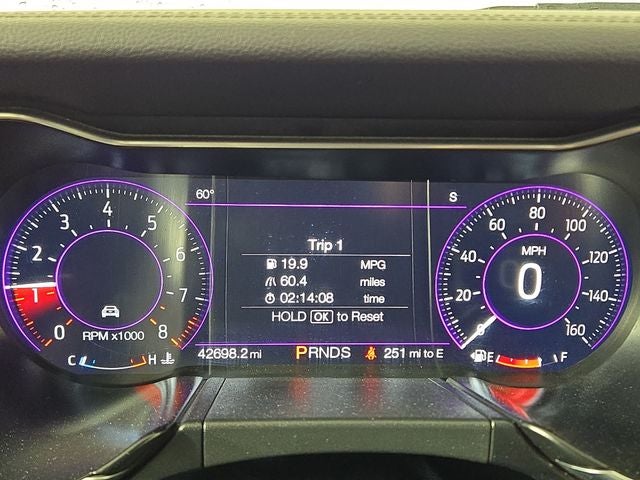 60°
S
Trip 1
19.9 MPG
60.4 miles
02:14:08 time
HOLD OK to Reset
42698.2 mi PRNDS 251 mi to E
0 1 2 3 4 5 6 7 8
RPM x1000
C H
0 20 40 60 80 100 120 140 160
MPH
0
E F